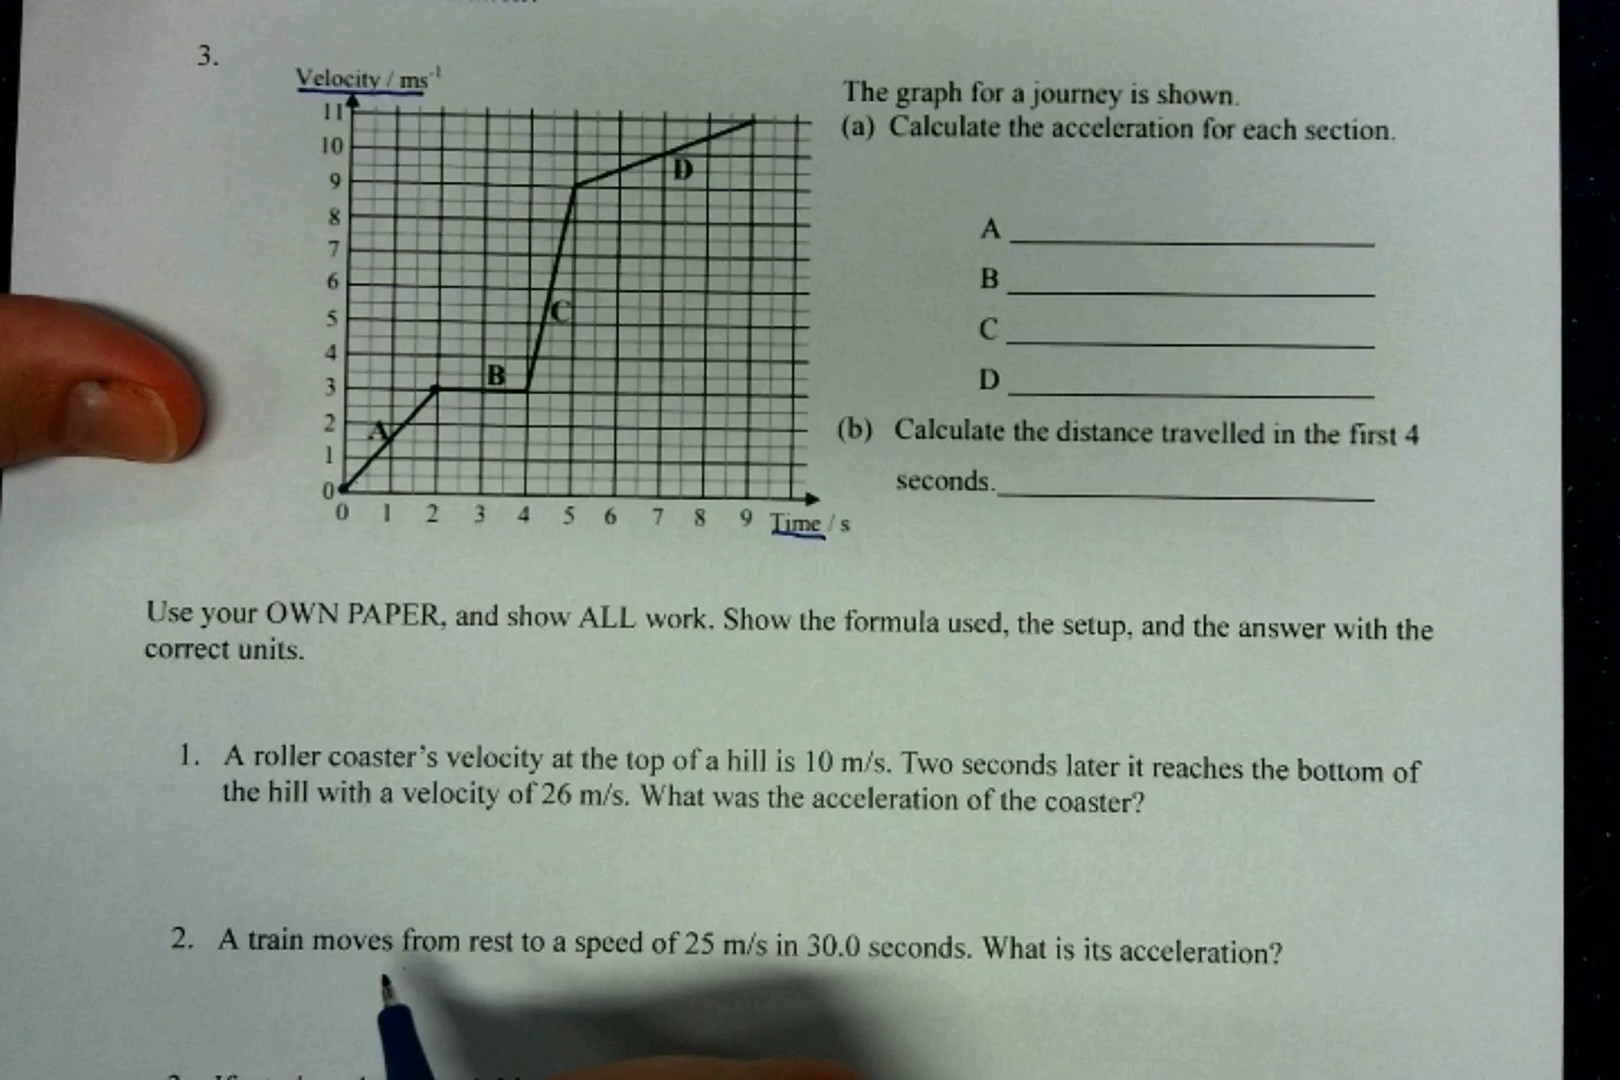 3.
Velocity / ms⁻¹
11
10
9
8
7
6
5
4
3
2
1
0
A
B
C
D
0 1 2 3 4 5 6 7 8 9 Time / s
The graph for a journey is shown.
(a) Calculate the acceleration for each section.
A
B
C
D
(b) Calculate the distance travelled in the first 4
seconds.
Use your OWN PAPER, and show ALL work. Show the formula used, the setup, and the answer with the
correct units.
1. A roller coaster's velocity at the top of a hill is 10 m/s. Two seconds later it reaches the bottom of
the hill with a velocity of 26 m/s. What was the acceleration of the coaster?
2. A train moves from rest to a speed of 25 m/s in 30.0 seconds. What is its acceleration?